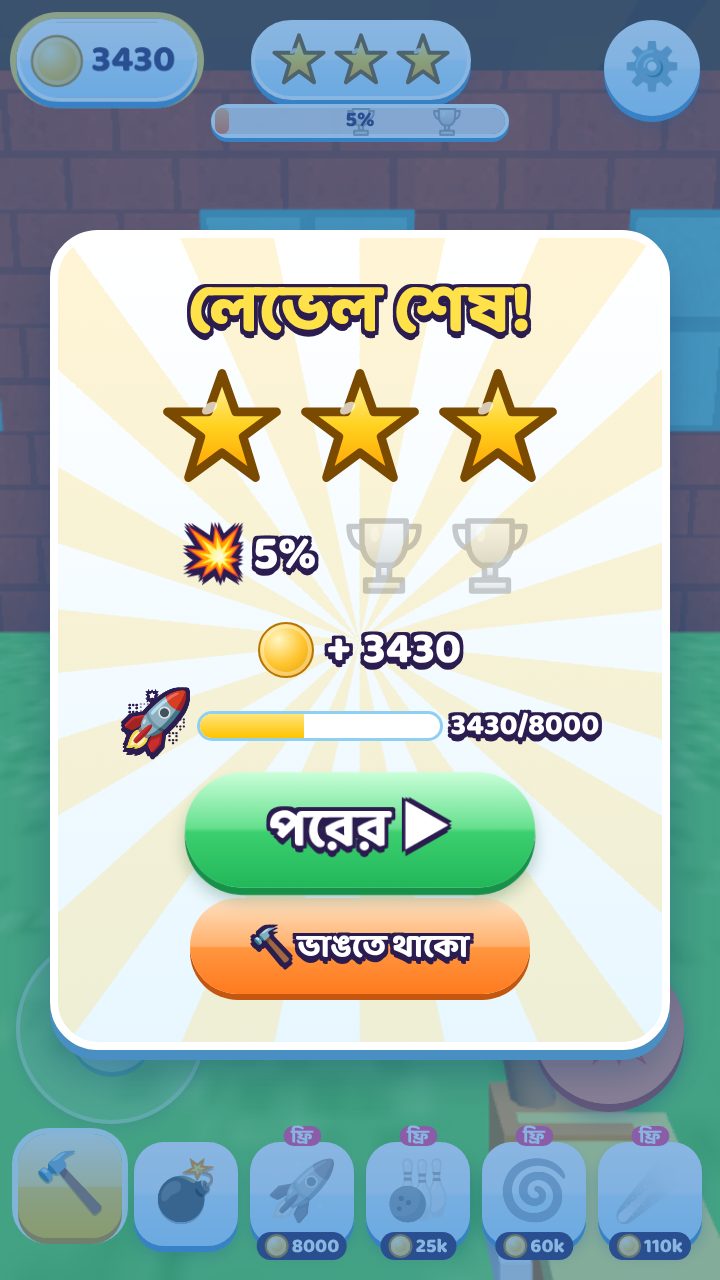 3430
5%
লেভেল শেষ!
5%
+ 3430
3430/8000
পরের
ভাঙতে থাকো
ফ্রি ফ্রি ফ্রি ফ্রি
8000 25k 60k 110k